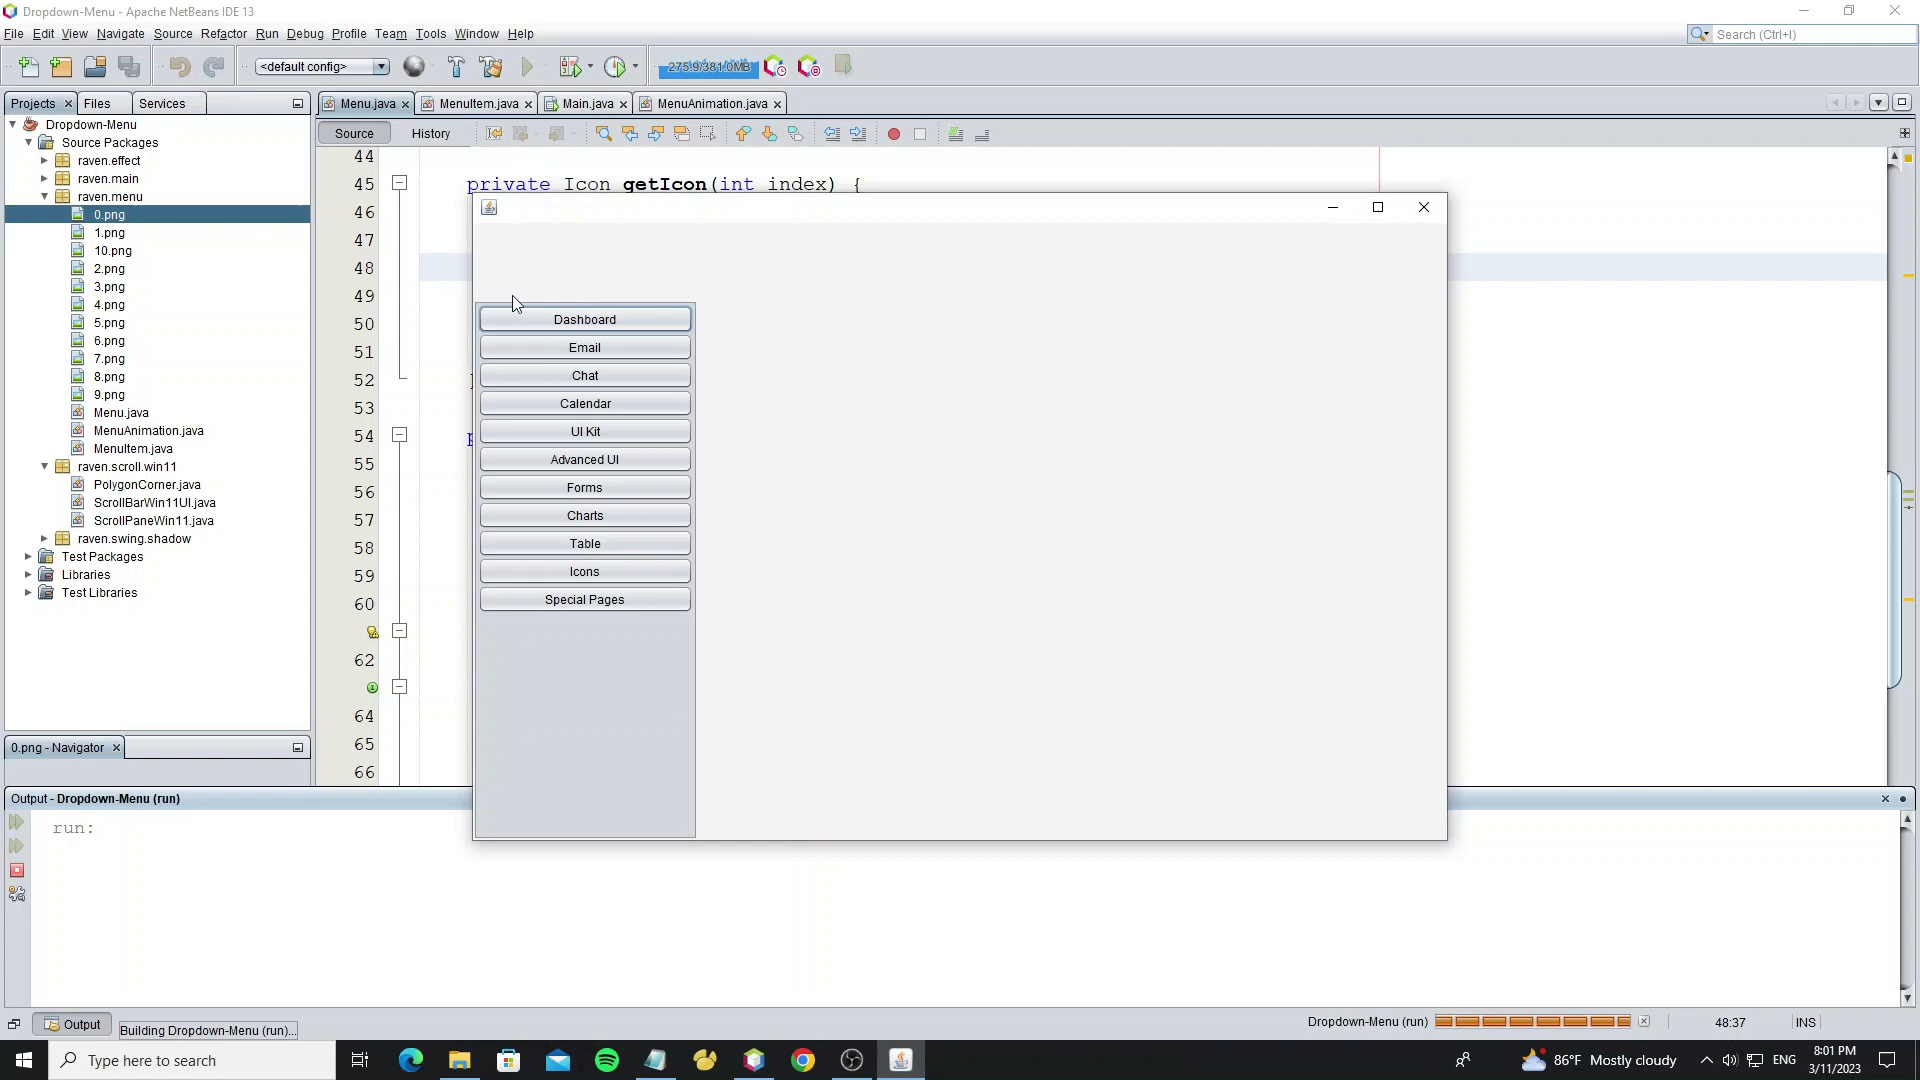 Dropdown-Menu - Apache NetBeans IDE 13
File Edit View Navigate Source Refactor Run Debug Profile Team Tools Window Help
Search (Ctrl+I)
<default config>
275.9/381.0MB
Projects Files Services
Menu.java MenuItem.java Main.java MenuAnimation.java
Source History
Dropdown-Menu
Source Packages
raven.effect
raven.main
raven.menu
0.png
1.png
10.png
2.png
3.png
4.png
5.png
6.png
7.png
8.png
9.png
Menu.java
MenuAnimation.java
MenuItem.java
raven.scroll.win11
PolygonCorner.java
ScrollBarWin11UI.java
ScrollPaneWin11.java
raven.swing.shadow
Test Packages
Libraries
Test Libraries
0.png - Navigator
44
45 private Icon getIcon(int index) {
46
47
48
49
50
51
52
53
54
55
56
57
58
59
60
62
64
65
66
Dashboard
Email
Chat
Calendar
UI Kit
Advanced UI
Forms
Charts
Table
Icons
Special Pages
Output - Dropdown-Menu (run)
run:
Output
Building Dropdown-Menu (run)...
Dropdown-Menu (run)
48:37
INS
Type here to search
86°F Mostly cloudy
ENG
8:01 PM
3/11/2023